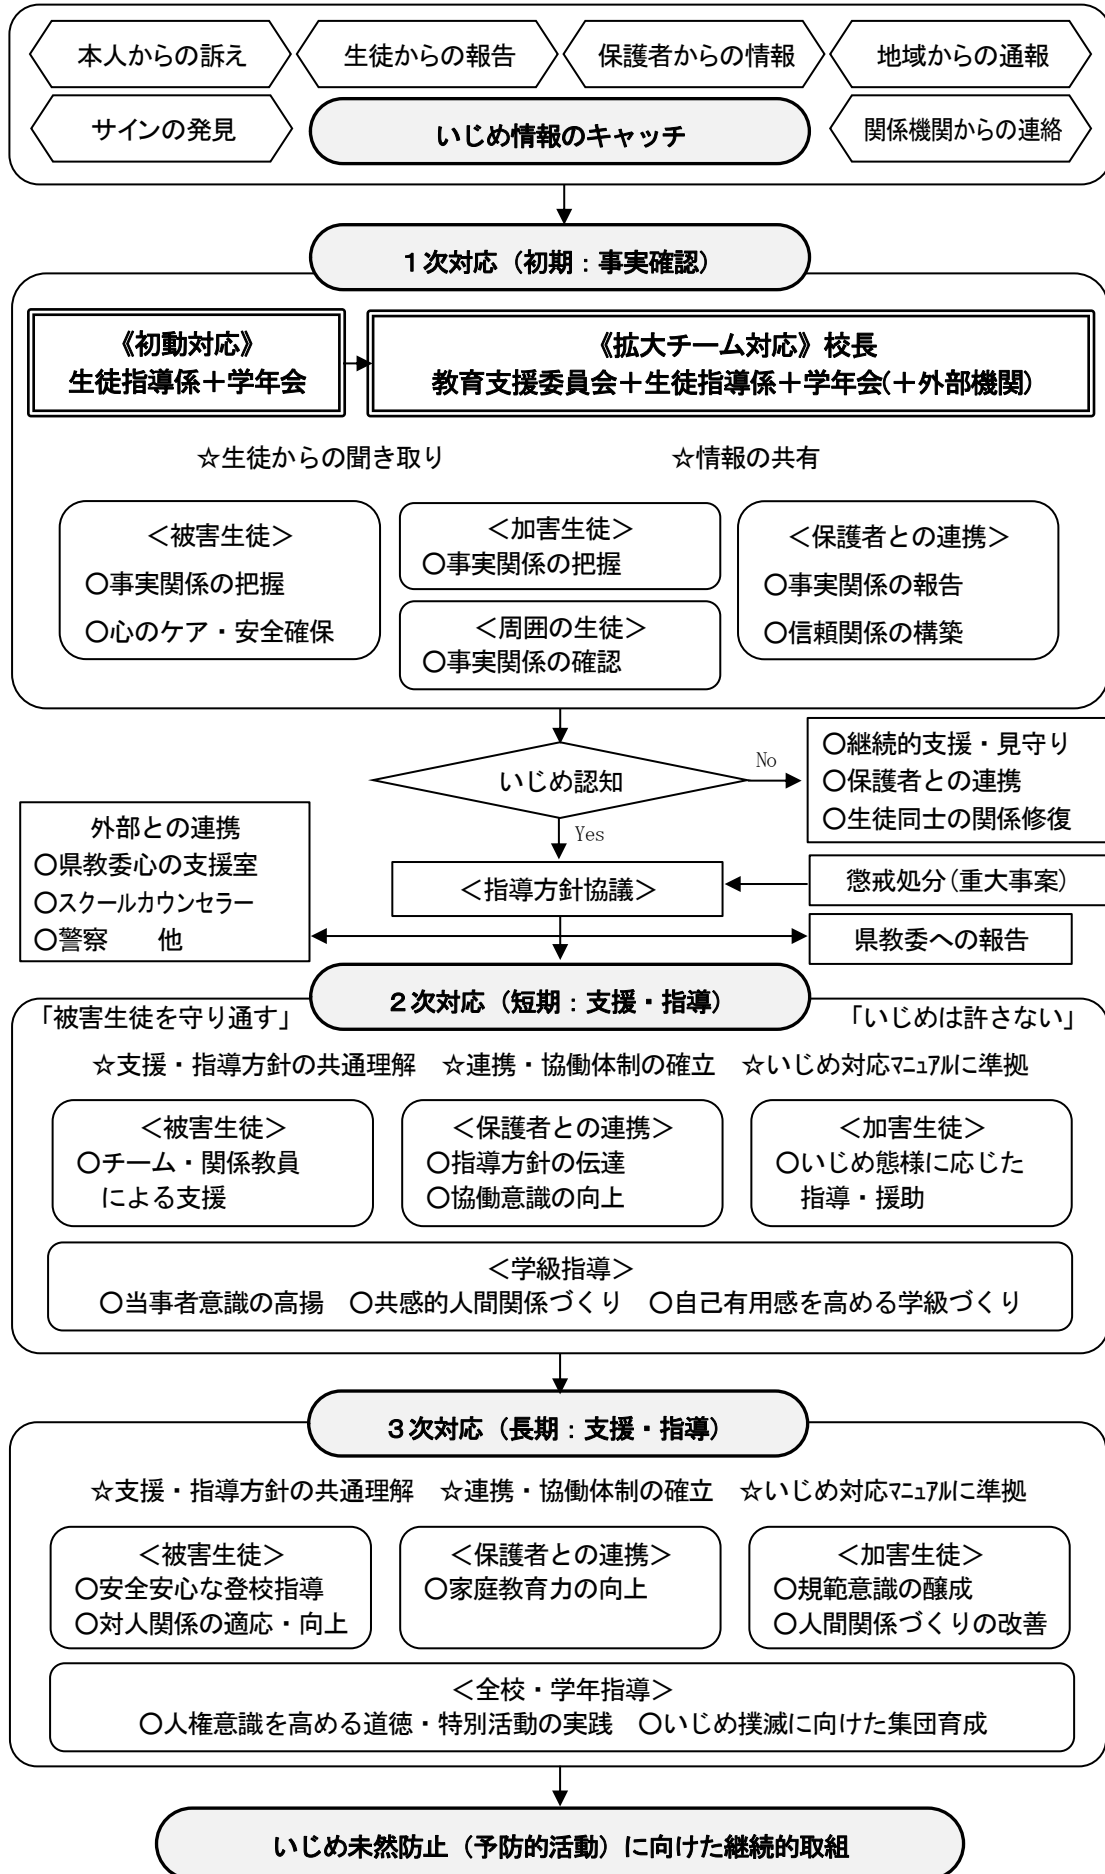 本人からの訴え
生徒からの報告
保護者からの情報
地域からの通報
サインの発見
いじめ情報のキャッチ
関係機関からの連絡
1次対応（初期：事実確認）
《初動対応》
生徒指導係＋学年会
《拡大チーム対応》校長
教育支援委員会＋生徒指導係＋学年会(＋外部機関)
☆生徒からの聞き取り
☆情報の共有
＜被害生徒＞
○事実関係の把握
○心のケア・安全確保
＜加害生徒＞
○事実関係の把握
＜周囲の生徒＞
○事実関係の確認
＜保護者との連携＞
○事実関係の報告
○信頼関係の構築
いじめ認知
No
○継続的支援・見守り
○保護者との連携
○生徒同士の関係修復
Yes
外部との連携
○県教委心の支援室
○スクールカウンセラー
○警察　　他
＜指導方針協議＞
懲戒処分(重大事案)
県教委への報告
2次対応（短期：支援・指導）
「被害生徒を守り通す」
「いじめは許さない」
☆支援・指導方針の共通理解　☆連携・協働体制の確立　☆いじめ対応マニュアルに準拠
＜被害生徒＞
○チーム・関係教員
による支援
＜保護者との連携＞
○指導方針の伝達
○協働意識の向上
＜加害生徒＞
○いじめ態様に応じた
指導・援助
＜学級指導＞
○当事者意識の高揚　○共感的人間関係づくり　○自己有用感を高める学級づくり
3次対応（長期：支援・指導）
☆支援・指導方針の共通理解　☆連携・協働体制の確立　☆いじめ対応マニュアルに準拠
＜被害生徒＞
○安全安心な登校指導
○対人関係の適応・向上
＜保護者との連携＞
○家庭教育力の向上
＜加害生徒＞
○規範意識の醸成
○人間関係づくりの改善
＜全校・学年指導＞
○人権意識を高める道徳・特別活動の実践　○いじめ撲滅に向けた集団育成
いじめ未然防止（予防的活動）に向けた継続的取組